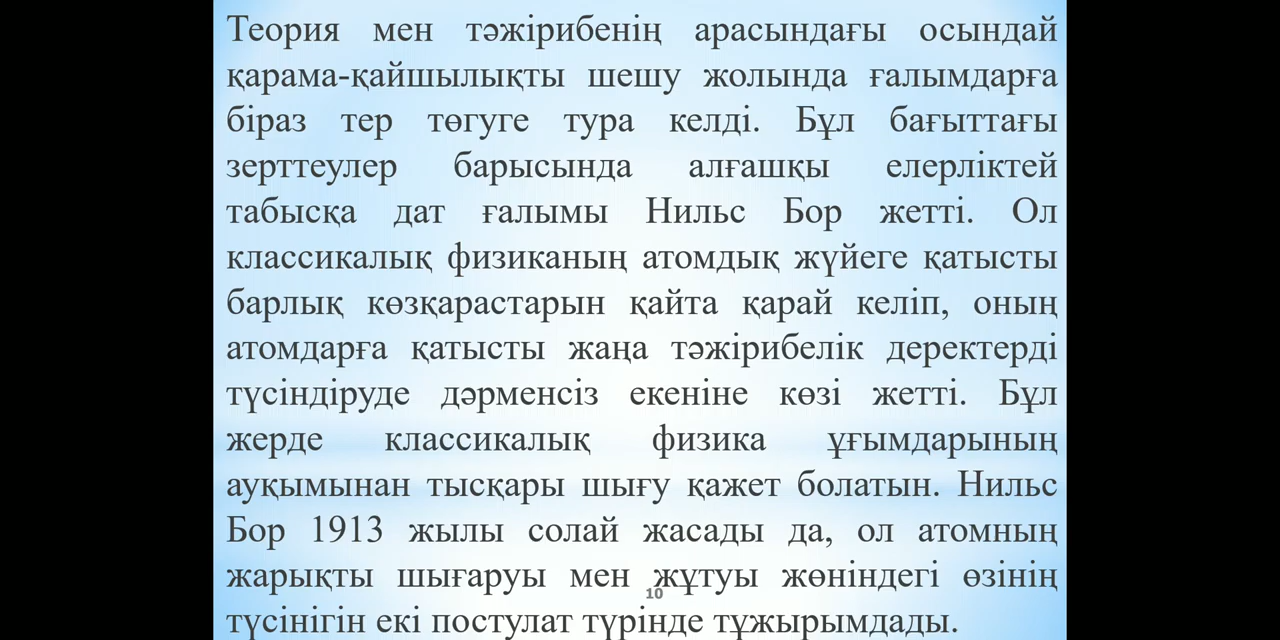 Теория мен тәжірибенің арасындағы осындай
қарама-қайшылықты шешу жолында ғалымдарға
біраз тер төгуге тура келді. Бұл бағыттағы
зерттеулер барысында алғашқы елерліктей
табысқа дат ғалымы Нильс Бор жетті. Ол
классикалық физиканың атомдық жүйеге қатысты
барлық көзқарастарын қайта қарай келіп, оның
атомдарға қатысты жаңа тәжірибелік деректерді
түсіндіруде дәрменсіз екеніне көзі жетті. Бұл
жерде классикалық физика ұғымдарының
ауқымынан тысқары шығу қажет болатын. Нильс
Бор 1913 жылы солай жасады да, ол атомның
жарықты шығаруы мен жұтуы жөніндегі өзінің
10
түсінігін екі постулат түрінде тұжырымдады.